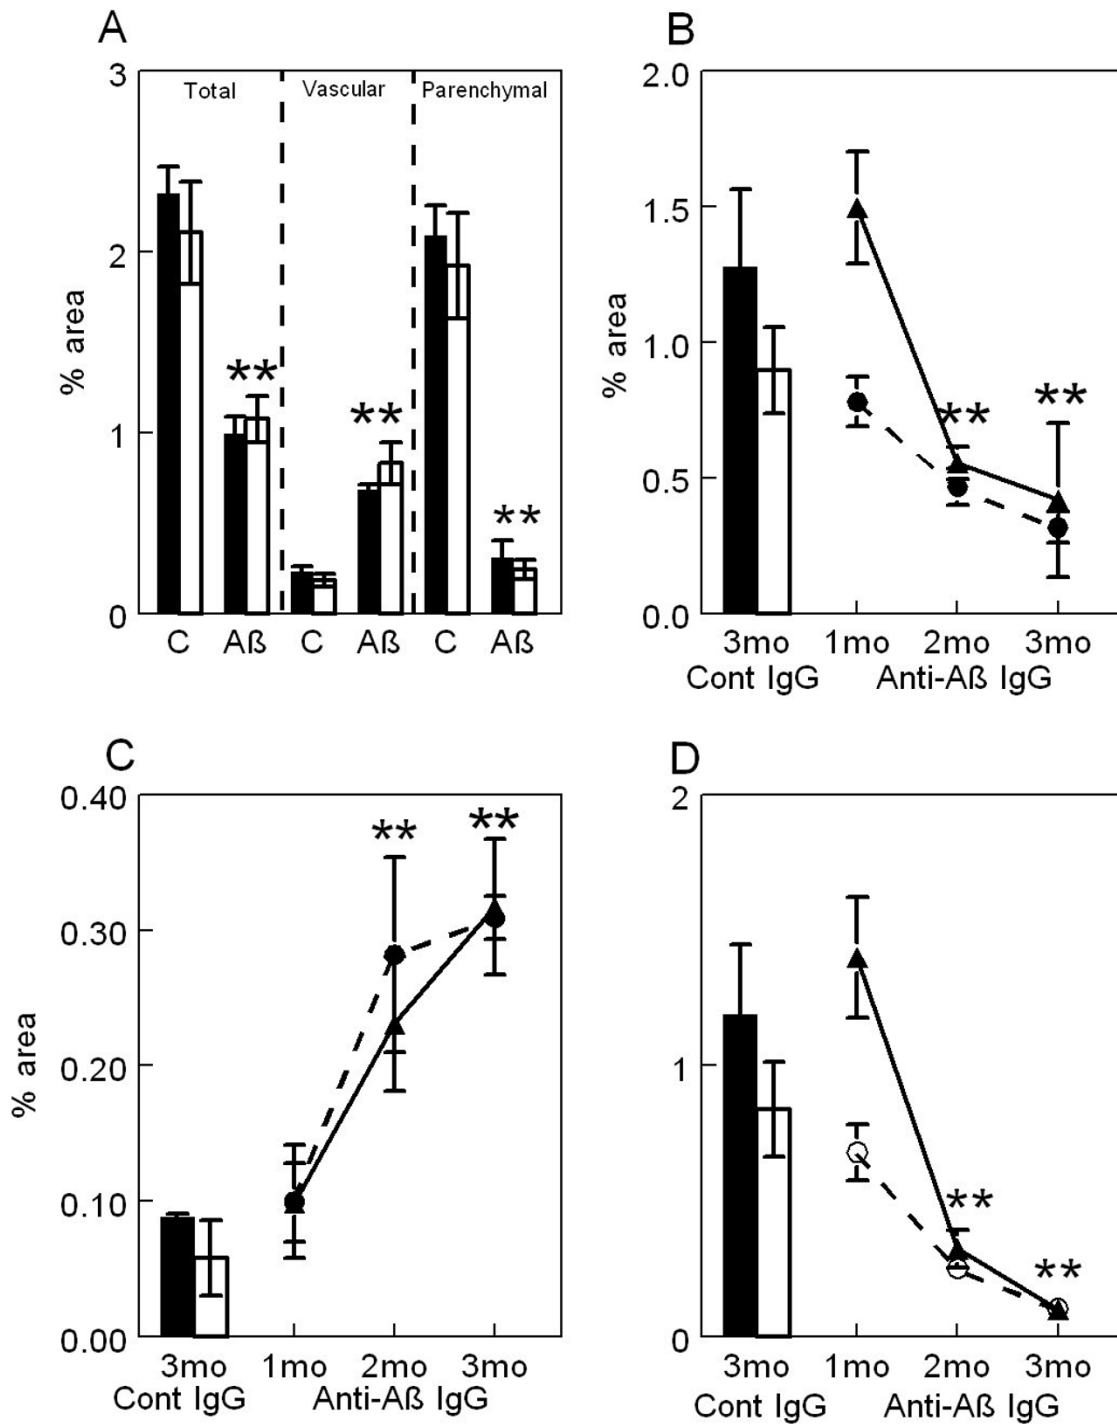 A
3
2
1
0
% area
Total
Vascular
Parenchymal
**
**
**
C Aß C Aß C Aß
B
2.0
1.5
1.0
0.5
0.0
% area
**
**
3mo 1mo 2mo 3mo
Cont IgG Anti-Aß IgG
C
0.40
0.30
0.20
0.10
0.00
% area
**
**
3mo 1mo 2mo 3mo
Cont IgG Anti-Aß IgG
D
2
1
0
**
**
3mo 1mo 2mo 3mo
Cont IgG Anti-Aß IgG